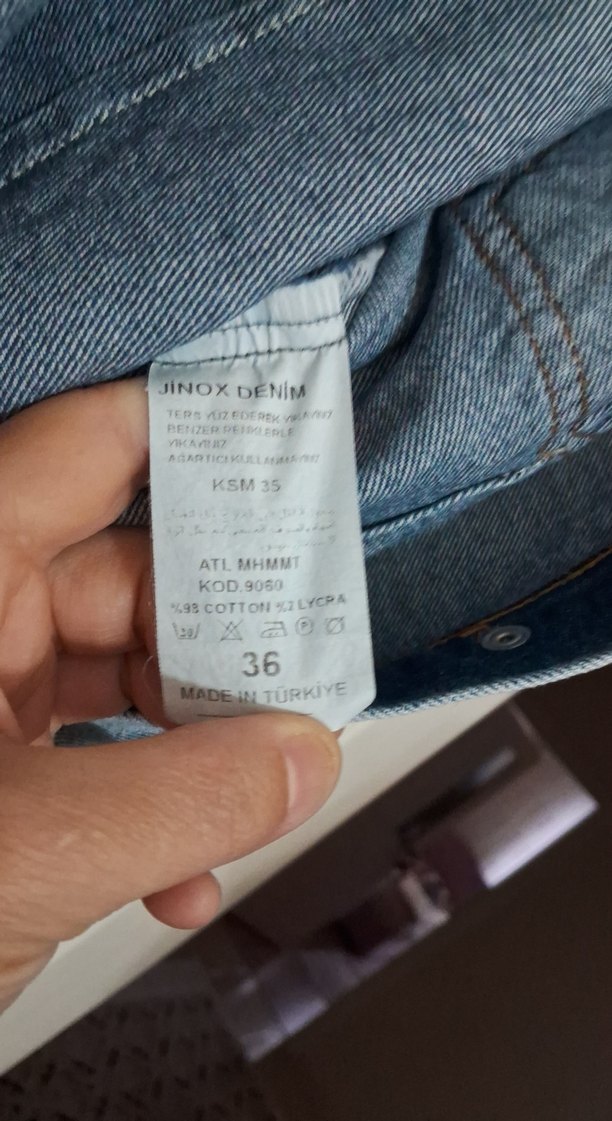 JİNOX DENİM
TERS YÜZ EDEREK YIKAYINIZ
BENZER RENKLERLE
YIKAYINIZ
AĞARTICI KULLANMAYINIZ
KSM 35
ATL MHMMT
KOD.9060
%98 COTTON %2 LYCRA
30 P
36
MADE IN TÜRKİYE